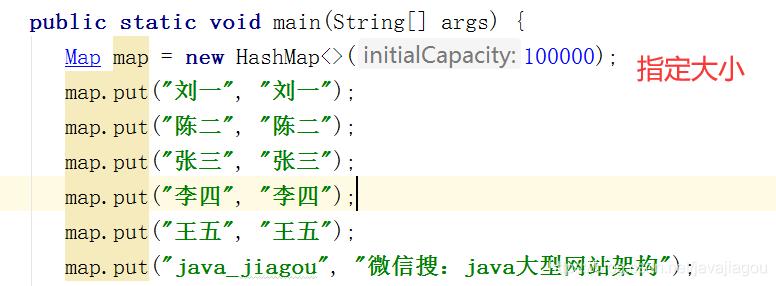 public static void main(String[] args) {
Map map = new HashMap<>(initialCapacity: 100000); 指定大小
map.put("刘一", "刘一");
map.put("陈二", "陈二");
map.put("张三", "张三");
map.put("李四", "李四");
map.put("王五", "王五");
map.put("java_jiagou", "微信搜：java大型网站架构");